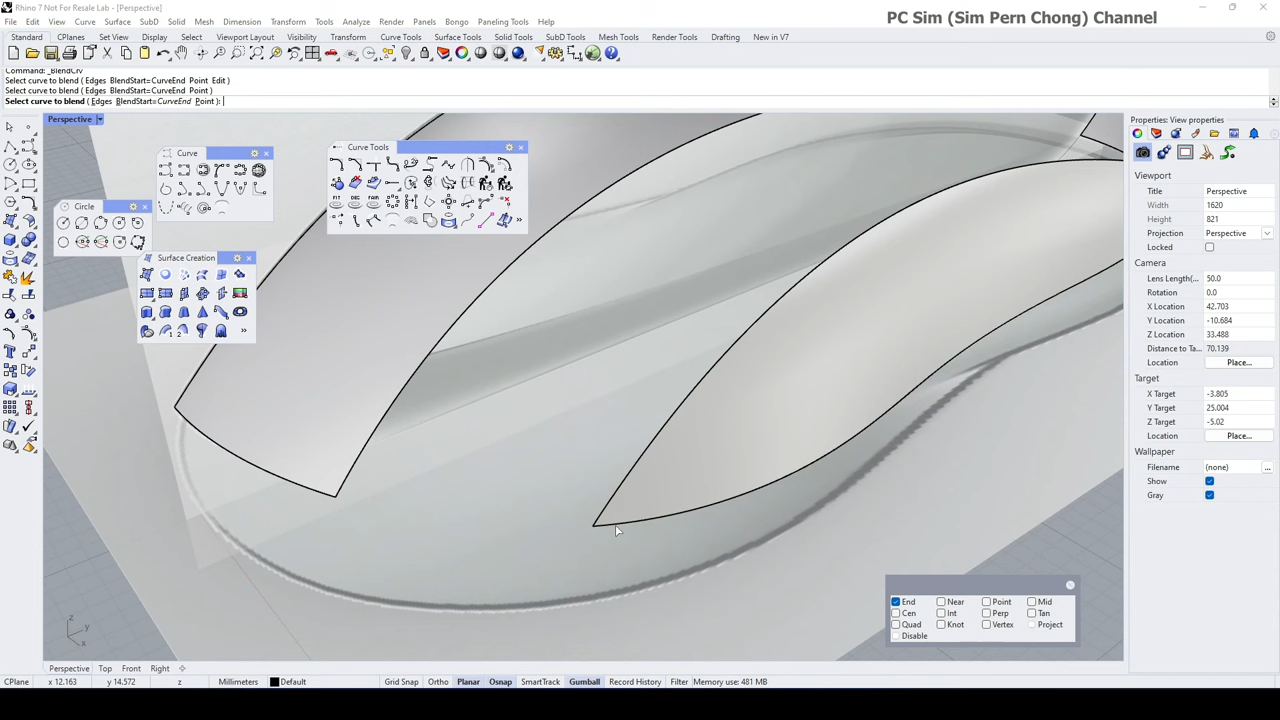 Rhino 7 Not For Resale Lab - [Perspective]
PC Sim (Sim Pern Chong) Channel
File Edit View Curve Surface SubD Solid Mesh Dimension Transform Tools Analyze Render Panels Bongo Paneling Tools Help
Standard CPlanes Set View Display Select Viewport Layout Visibility Transform Curve Tools Surface Tools Solid Tools SubD Tools Mesh Tools Render Tools Drafting New in V7
Command: _BlendCrv
Select curve to blend ( Edges BlendStart=CurveEnd Point Edit )
Select curve to blend ( Edges BlendStart=CurveEnd Point )
Select curve to blend ( Edges BlendStart=CurveEnd Point ):
Perspective
Properties: View properties
Curve
Curve Tools
Circle
Surface Creation
FIT DEG FAIR
1 2
Viewport
Title Perspective
Width 1620
Height 821
Projection Perspective
Locked
Camera
Lens Length(... 50.0
Rotation 0.0
X Location 42.703
Y Location -10.684
Z Location 33.488
Distance to Ta... 70.139
Location Place...
Target
X Target -3.805
Y Target 25.004
Z Target -5.02
Location Place...
Wallpaper
Filename (none) ...
Show
Gray
End Near Point Mid
Cen Int Perp Tan
Quad Knot Vertex Project
Disable
z
y
x
Perspective Top Front Right
CPlane x 12.163 y 14.572 z Millimeters Default Grid Snap Ortho Planar Osnap SmartTrack Gumball Record History Filter Memory use: 481 MB